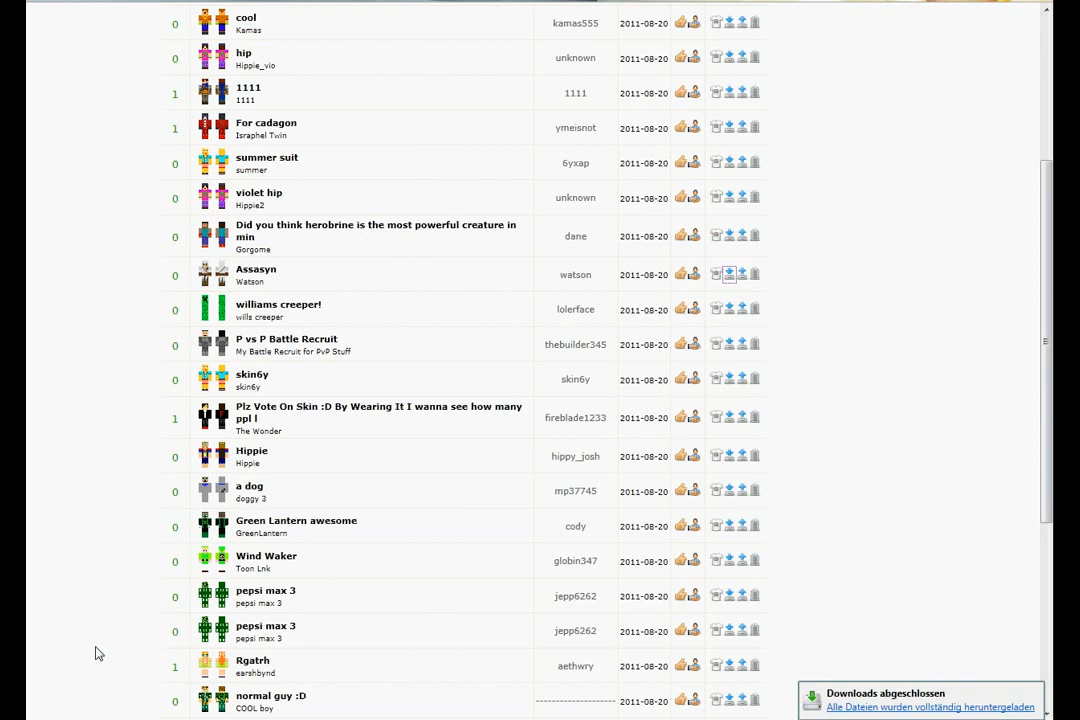 0 cool kamas555 2011-08-20
Kamas
0 hip unknown 2011-08-20
Hippie_vio
1 1111 1111 2011-08-20
1111
1 For cadagon ymeisnot 2011-08-20
Israphel Twin
0 summer suit 6yxap 2011-08-20
summer
0 violet hip unknown 2011-08-20
Hippie2
Did you think herobrine is the most powerful creature in
0 min dane 2011-08-20
Gorgome
0 Assasyn watson 2011-08-20
Watson
0 williams creeper! lolerface 2011-08-20
wills creeper
0 P vs P Battle Recruit thebuilder345 2011-08-20
My Battle Recruit for PvP Stuff
0 skin6y skin6y 2011-08-20
skin6y
Plz Vote On Skin :D By Wearing It I wanna see how many
1 ppl l fireblade1233 2011-08-20
The Wonder
0 Hippie hippy_josh 2011-08-20
Hippie
0 a dog mp37745 2011-08-20
doggy 3
0 Green Lantern awesome cody 2011-08-20
GreenLantern
0 Wind Waker globin347 2011-08-20
Toon Lnk
0 pepsi max 3 jepp6262 2011-08-20
pepsi max 3
0 pepsi max 3 jepp6262 2011-08-20
pepsi max 3
1 Rgatrh aethwry 2011-08-20
earshbynd
0 normal guy :D -------------------- 2011-08-20
COOL boy
Downloads abgeschlossen
Alle Dateien wurden vollständig heruntergeladen